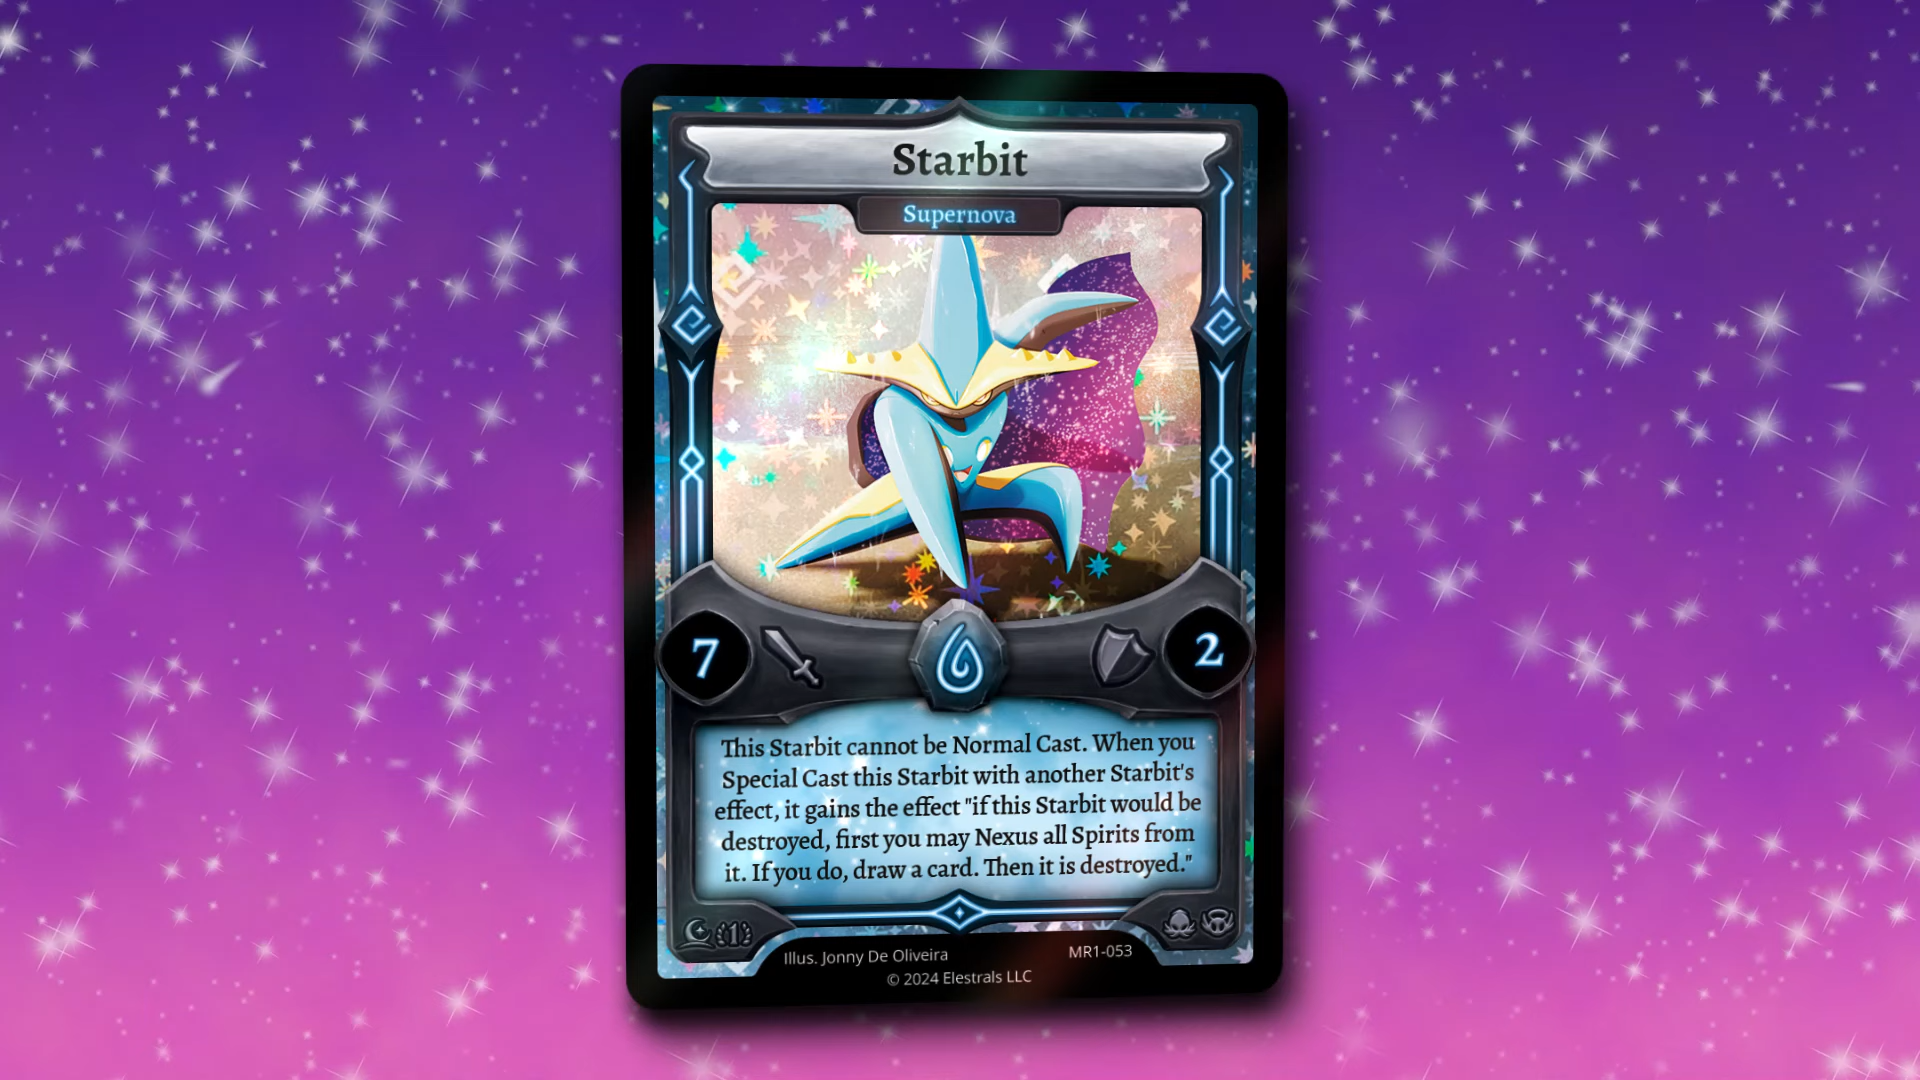 Starbit
Supernova
7
2
This Starbit cannot be Normal Cast. When you
Special Cast this Starbit with another Starbit's
effect, it gains the effect "if this Starbit would be
destroyed, first you may Nexus all Spirits from
it. If you do, draw a card. Then it is destroyed."
1
Illus. Jonny De Oliveira
MR1-053
© 2024 Elestrals LLC